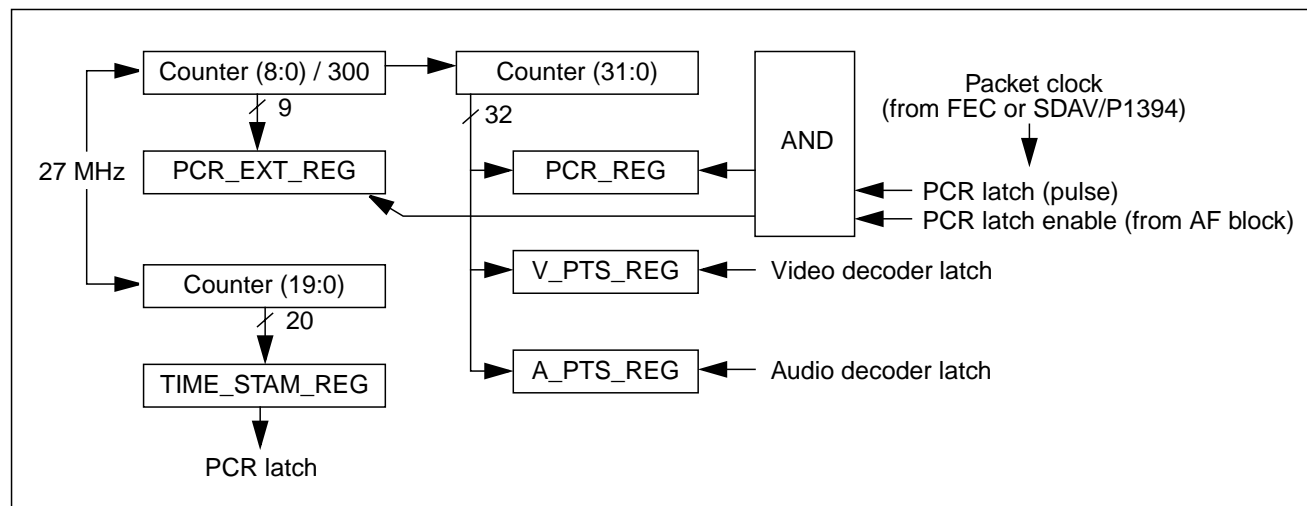 Counter (8:0) / 300
Counter (31:0)
9
32
AND
Packet clock
(from FEC or SDAV/P1394)
27 MHz
PCR_EXT_REG
PCR_REG
PCR latch (pulse)
PCR latch enable (from AF block)
Counter (19:0)
V_PTS_REG
Video decoder latch
20
TIME_STAM_REG
A_PTS_REG
Audio decoder latch
PCR latch